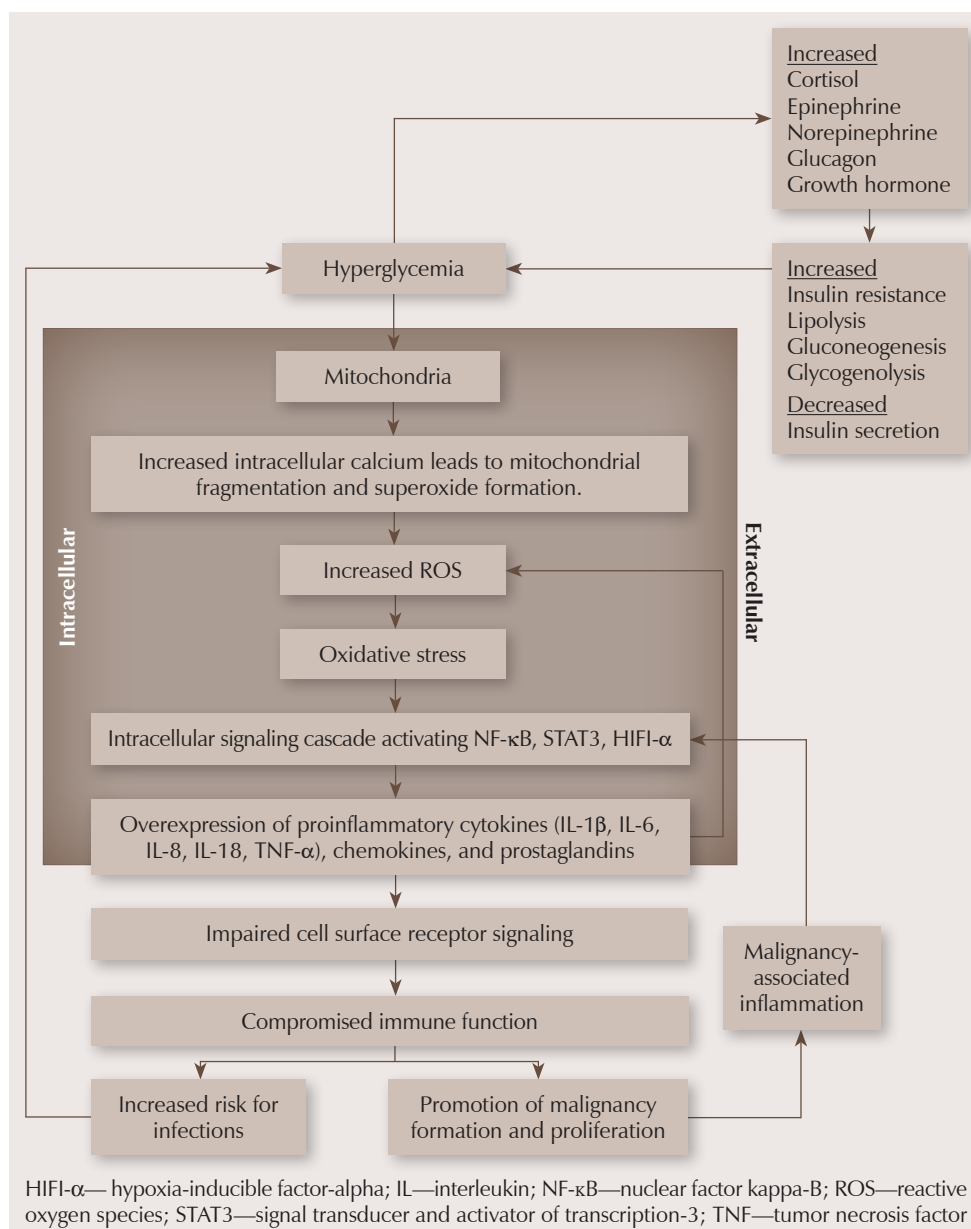 Increased
Cortisol
Epinephrine
Norepinephrine
Glucagon
Growth hormone
Hyperglycemia
Increased
Insulin resistance
Lipolysis
Gluconeogenesis
Glycogenolysis
Decreased
Insulin secretion
Mitochondria
Increased intracellular calcium leads to mitochondrial
fragmentation and superoxide formation.
Intracellular
Extracellular
Increased ROS
Oxidative stress
Intracellular signaling cascade activating NF-κB, STAT3, HIFI-α
Overexpression of proinflammatory cytokines (IL-1β, IL-6,
IL-8, IL-18, TNF-α), chemokines, and prostaglandins
Impaired cell surface receptor signaling
Malignancy-
associated
inflammation
Compromised immune function
Increased risk for
infections
Promotion of malignancy
formation and proliferation
HIFI-α— hypoxia-inducible factor-alpha; IL—interleukin; NF-κB—nuclear factor kappa-B; ROS—reactive
oxygen species; STAT3—signal transducer and activator of transcription-3; TNF—tumor necrosis factor